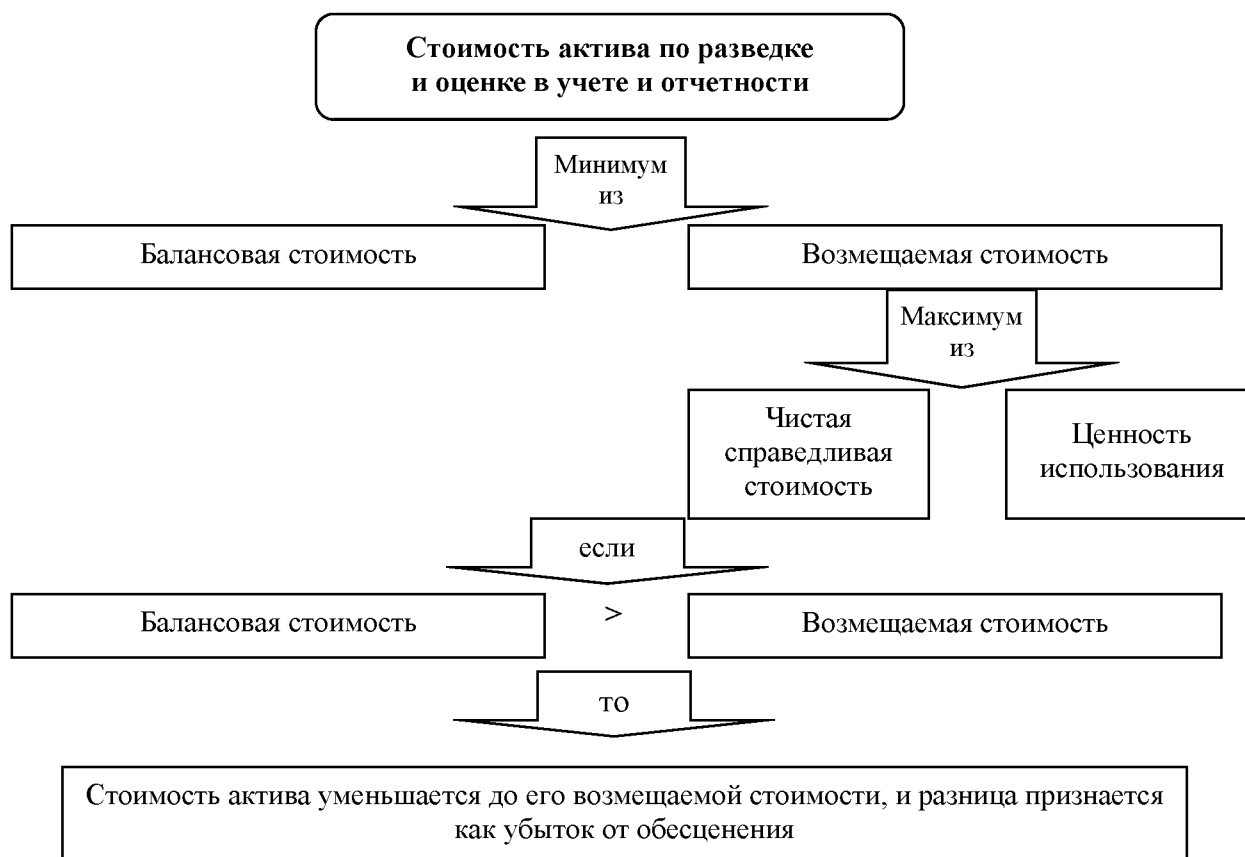 Стоимость актива по разведке
и оценке в учете и отчетности
Минимум
из
Балансовая стоимость
Возмещаемая стоимость
Максимум
из
Чистая
справедливая
стоимость
Ценность
использования
если
Балансовая стоимость
>
Возмещаемая стоимость
то
Стоимость актива уменьшается до его возмещаемой стоимости, и разница признается
как убыток от обесценения